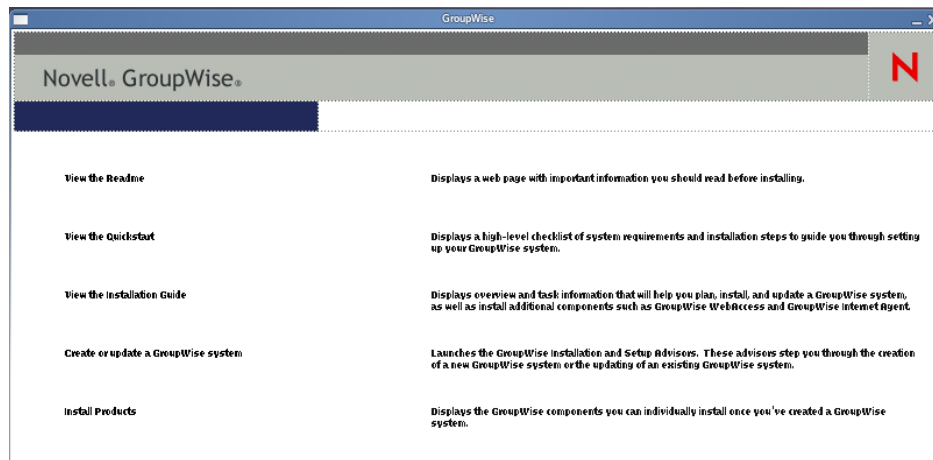 GroupWise
Novell® GroupWise®
N
View the Readme
Displays a web page with important information you should read before installing.
View the Quickstart
Displays a high-level checklist of system requirements and installation steps to guide you through setting
up your GroupWise system.
View the Installation Guide
Displays overview and task information that will help you plan, install, and update a GroupWise system,
as well as install additional components such as GroupWise WebAccess and GroupWise Internet Agent.
Create or update a GroupWise system
Launches the GroupWise Installation and Setup Advisors. These advisors step you through the creation
of a new GroupWise system or the updating of an existing GroupWise system.
Install Products
Displays the GroupWise components you can individually install once you've created a GroupWise
system.